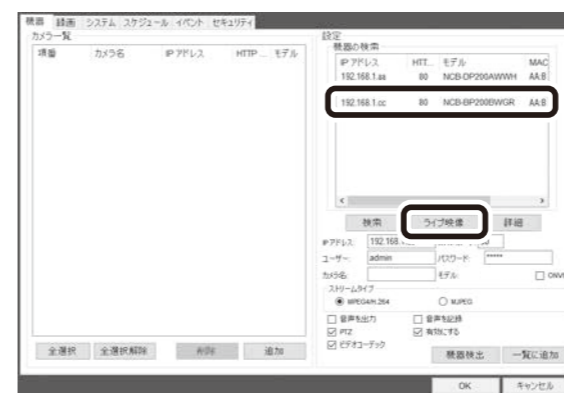 機器 録画 システム スケジュール イベント セキュリティ
カメラ一覧
項番 カメラ名 IP アドレス HTTP ... モデル
全選択 全選択解除 削除 追加
設定
機器の検索
IP アドレス HTT... モデル MAC
192.168.1.aa 80 NCB-DP200AWWH AA:B
192.168.1.cc 80 NCB-BP200BWGR AA:B
検索 ライブ映像 詳細
IP アドレス: 192.168.
ユーザー: admin パスワード: *****
カメラ名: モデル: ONVI
ストリームタイプ
MPEG4/H.264 MJPEG
音声を出力 音声を記録
PTZ 有効にする
ビデオコーデック
機器検出 一覧に追加
OK キャンセル